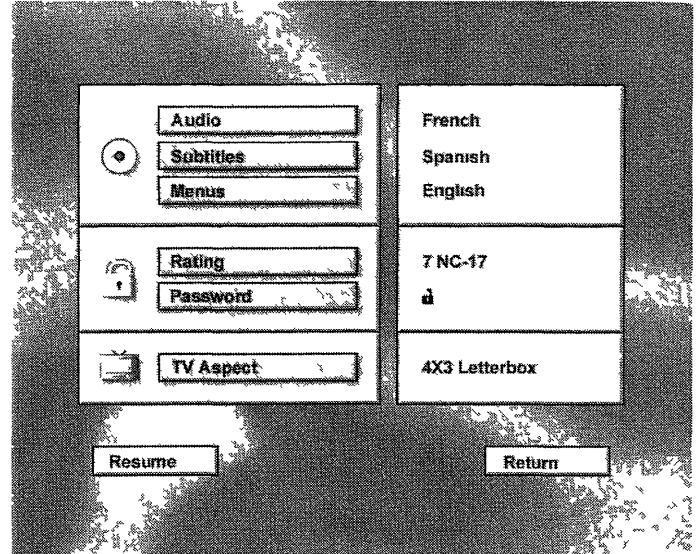 Audio French
Subtitles Spanish
Menus English
Rating 7 NC-17
Password
TV Aspect 4X3 Letterbox
Resume Return